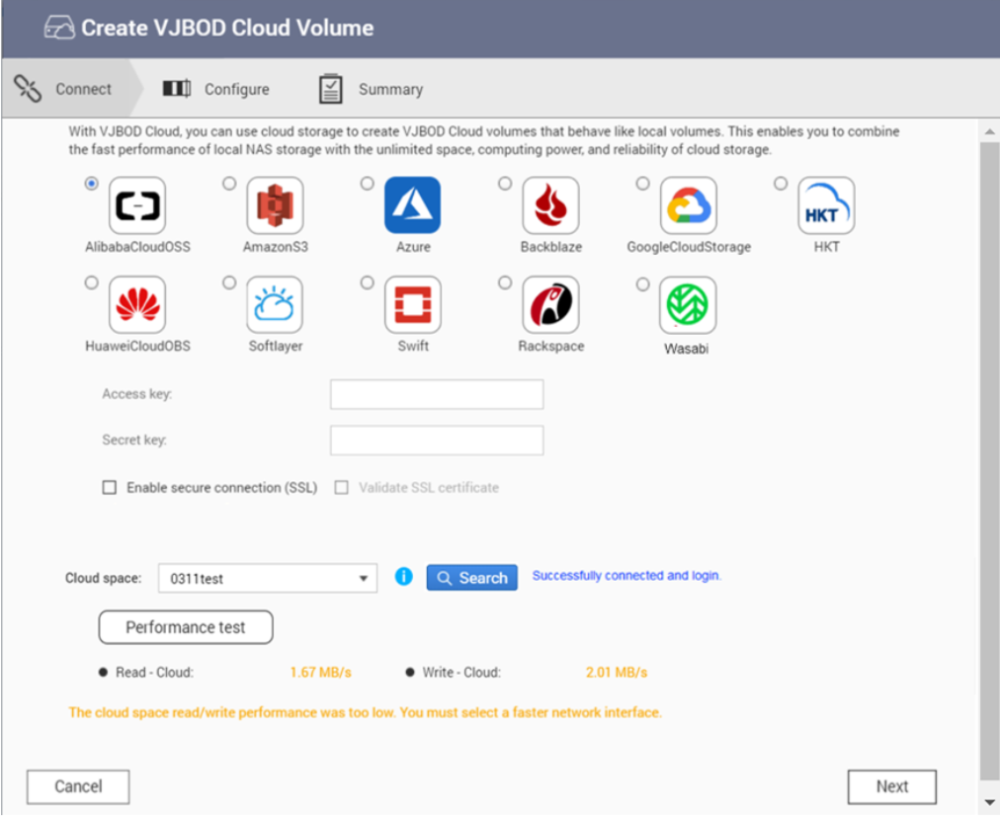 Create VJBOD Cloud Volume
Connect Configure Summary
With VJBOD Cloud, you can use cloud storage to create VJBOD Cloud volumes that behave like local volumes. This enables you to combine
the fast performance of local NAS storage with the unlimited space, computing power, and reliability of cloud storage.
HKT
AlibabaCloudOSS AmazonS3 Azure Backblaze GoogleCloudStorage HKT
HuaweiCloudOBS Softlayer Swift Rackspace Wasabi
Access key:
Secret key:
Enable secure connection (SSL) Validate SSL certificate
Cloud space: 0311test i Search Successfully connected and login.
Performance test
Read - Cloud: 1.67 MB/s Write - Cloud: 2.01 MB/s
The cloud space read/write performance was too low. You must select a faster network interface.
Cancel Next